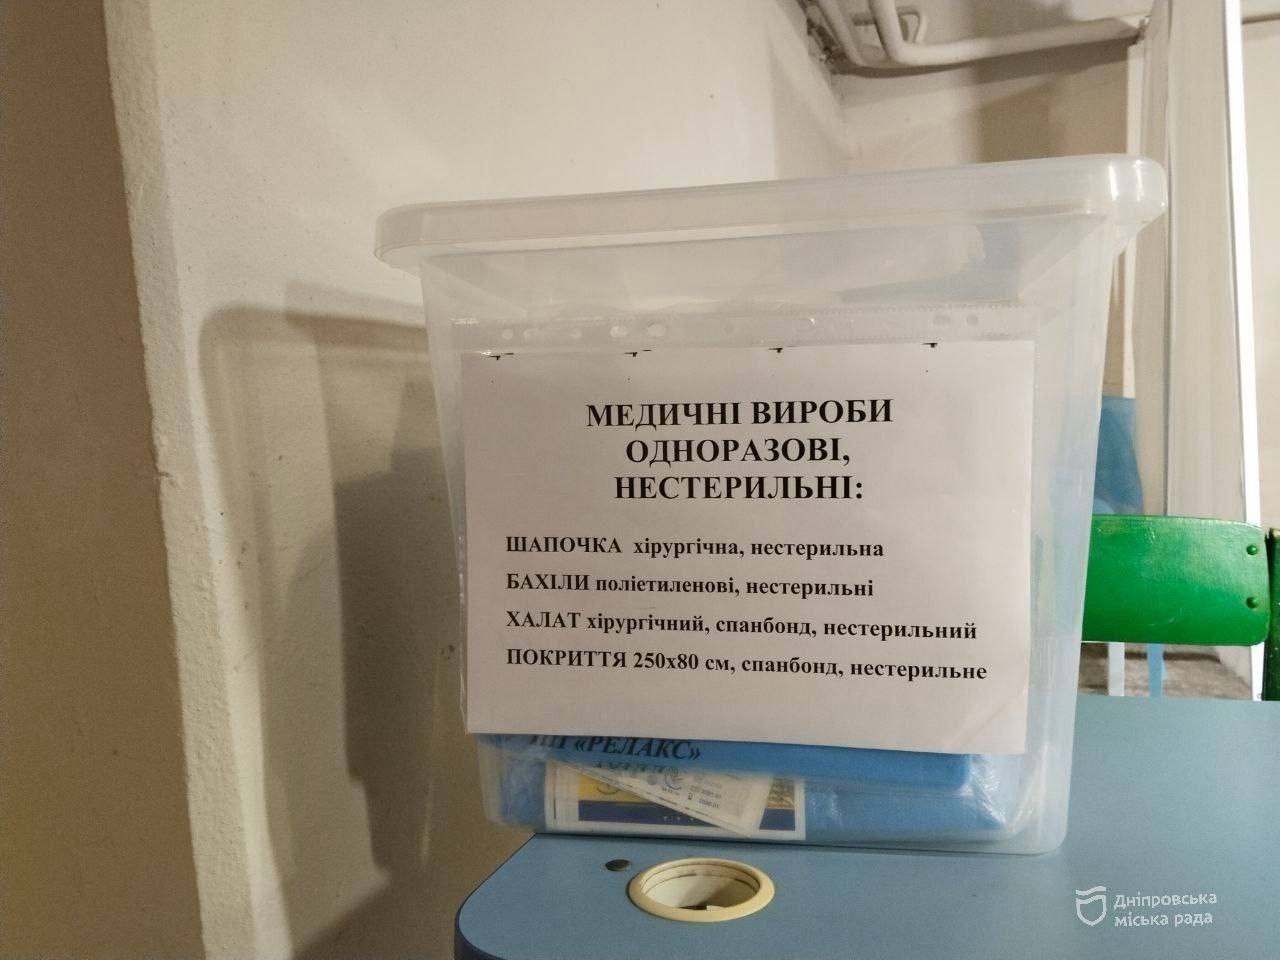 МЕДИЧНІ ВИРОБИ
ОДНОРАЗОВІ,
НЕСТЕРИЛЬНІ:
ШАПОЧКА хірургічна, нестерильна
БАХІЛИ поліетиленові, нестерильні
ХАЛАТ хірургічний, спанбонд, нестерильний
ПОКРИТТЯ 250х80 см, спанбонд, нестерильне
«РЕЛАКС»
Дніпровська
міська рада